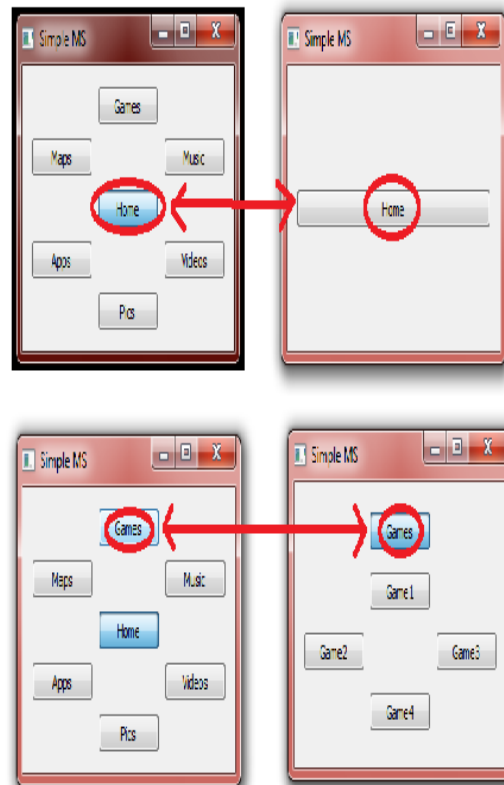 Simple MS
Games
Maps Music
Home
Apps Videos
Pics
Simple MS
Home
Simple MS
Games
Maps Music
Home
Apps Videos
Pics
Simple MS
Games
Game1
Game2 Game3
Game4